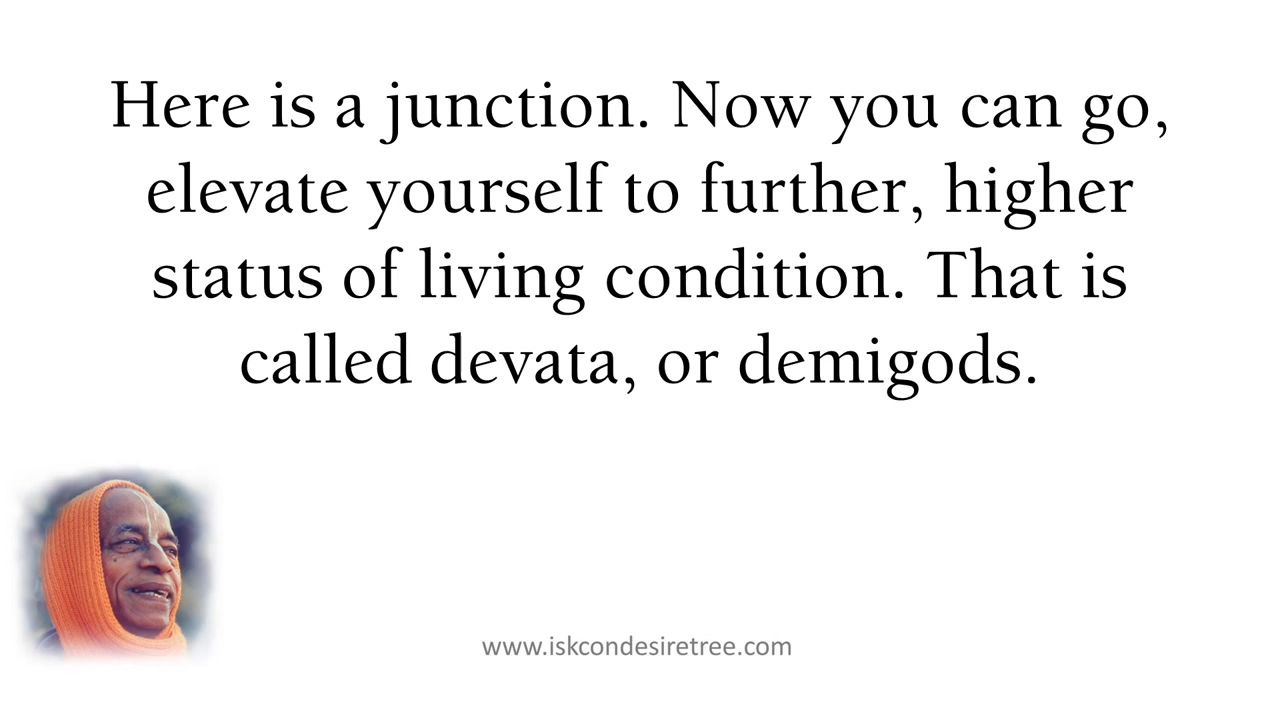 Here is a junction. Now you can go,
elevate yourself to further, higher
status of living condition. That is
called devata, or demigods.
www.iskcondesiretree.com